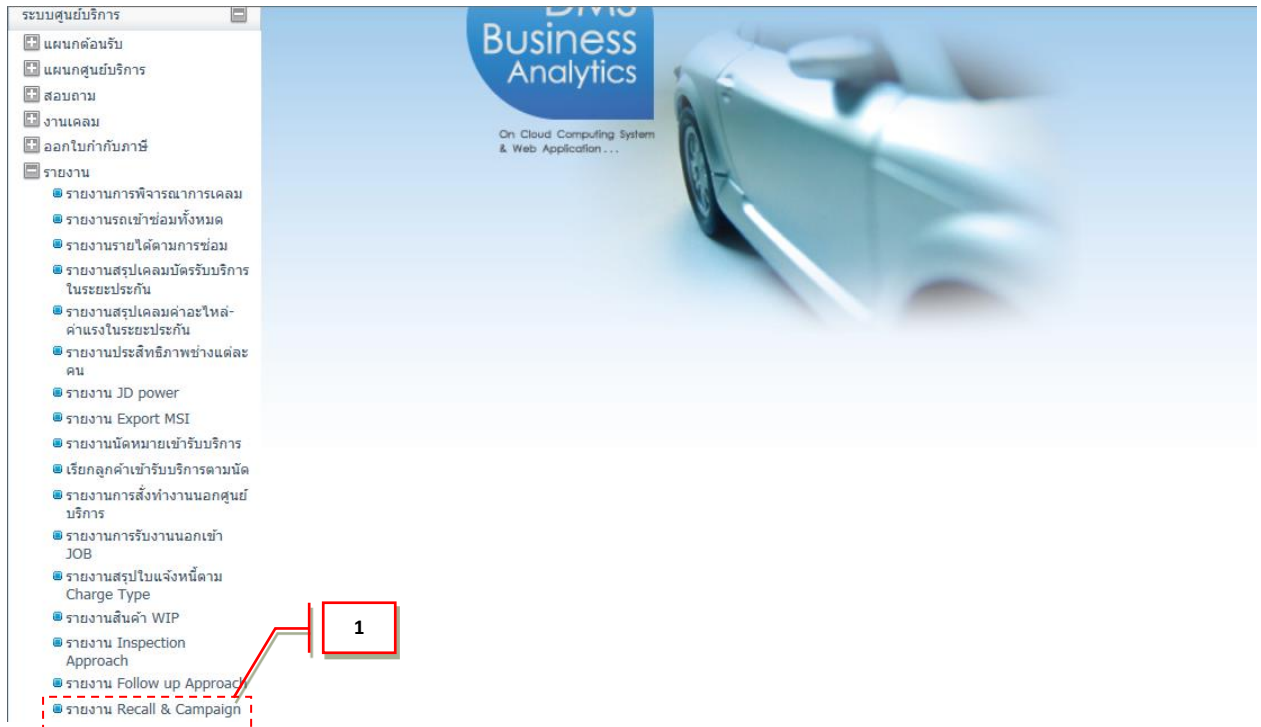 ระบบศูนย์บริการ
แผนกต้อนรับ
แผนกศูนย์บริการ
สอบถาม
งานเคลม
ออกใบกำกับภาษี
รายงาน
รายงานการพิจารณาการเคลม
รายงานรถเข้าซ่อมทั้งหมด
รายงานรายได้ตามการซ่อม
รายงานสรุปเคลมบัตรรับบริการ
ในระยะประกัน
รายงานสรุปเคลมค่าอะไหล่-
ค่าแรงในระยะประกัน
รายงานประสิทธิภาพช่างแต่ละ
คน
รายงาน JD power
รายงาน Export MSI
รายงานนัดหมายเข้ารับบริการ
เรียกลูกค้าเข้ารับบริการตามนัด
รายงานการสั่งทำงานนอกศูนย์
บริการ
รายงานการรับงานนอกเข้า
JOB
รายงานสรุปใบแจ้งหนี้ตาม
Charge Type
รายงานสินค้า WIP
รายงาน Inspection
Approach
รายงาน Follow up Approach
รายงาน Recall & Campaign
1
DMS
Business
Analytics
On Cloud Computing System
& Web Application...